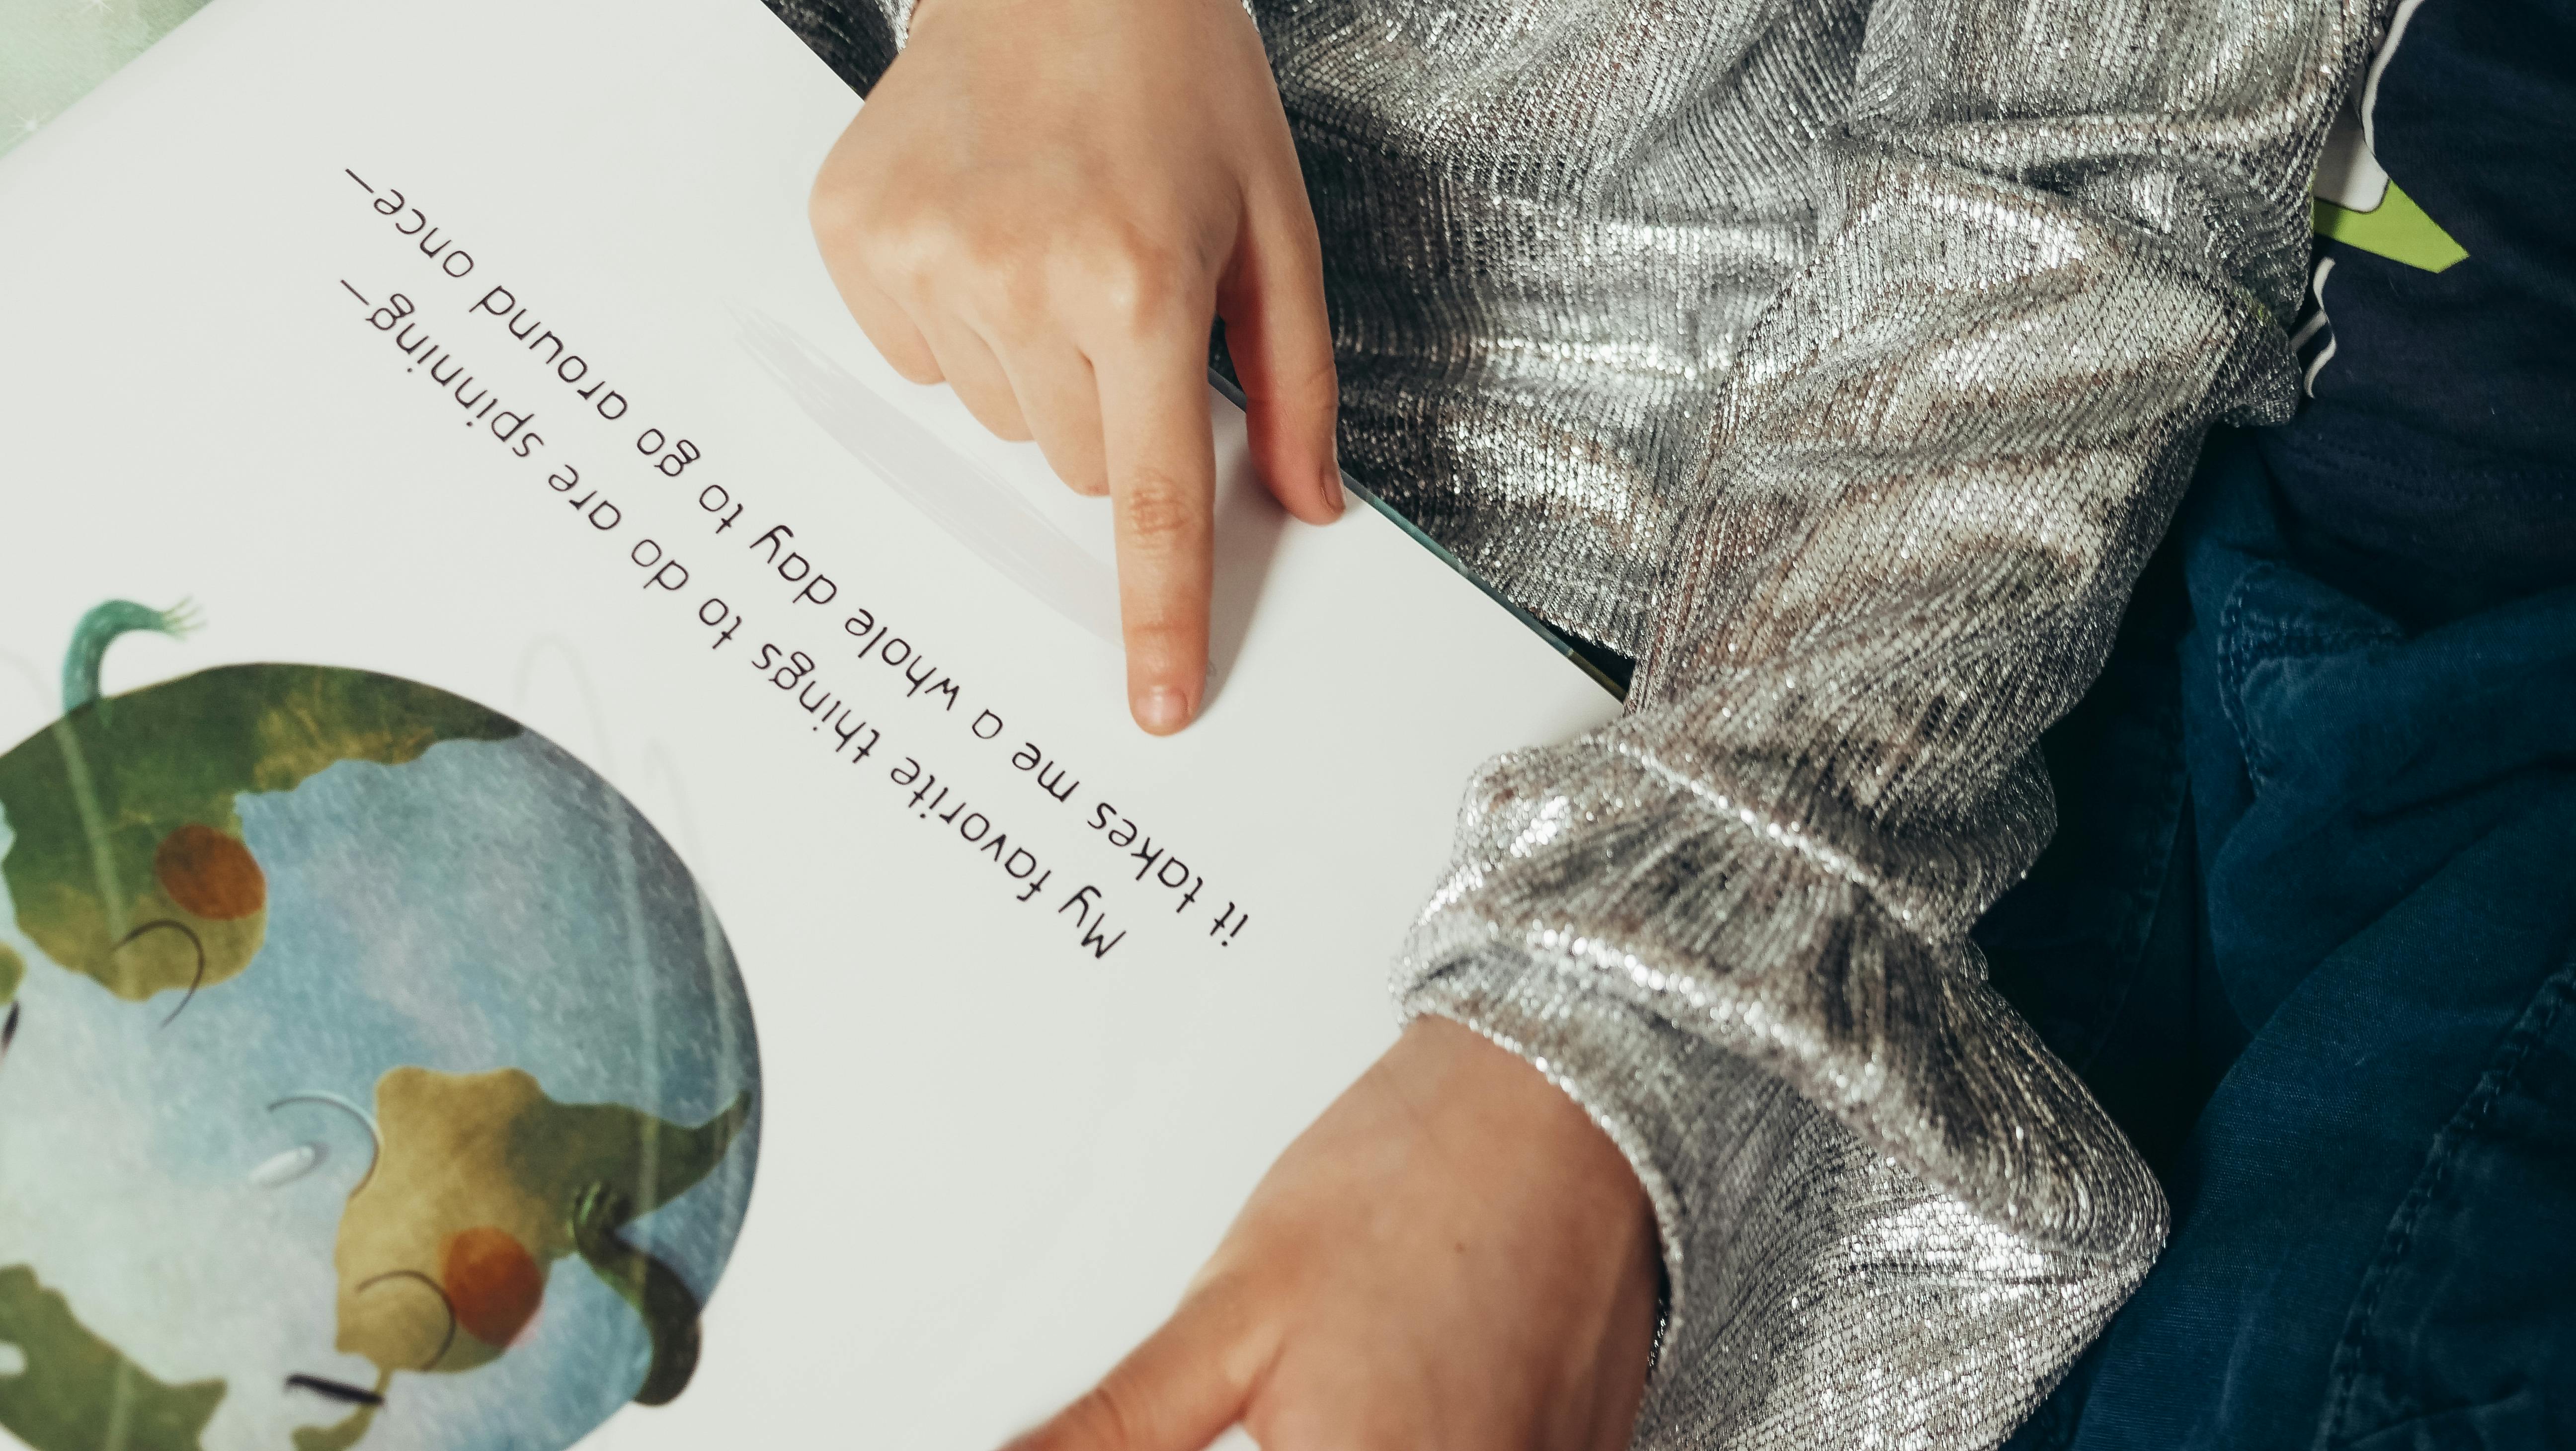 My favorite things to do are spinning–
it takes me a whole day to go around once–